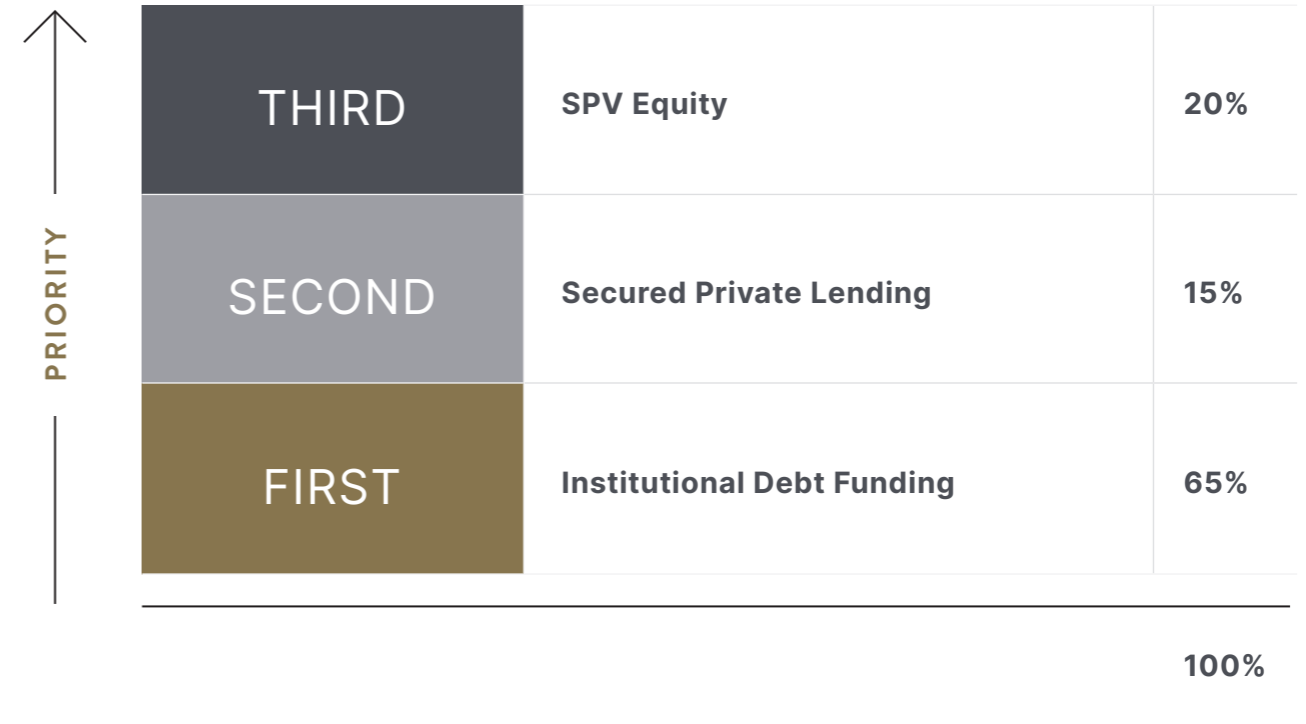 PRIORITY
THIRD
SPV Equity
20%
SECOND
Secured Private Lending
15%
FIRST
Institutional Debt Funding
65%
100%